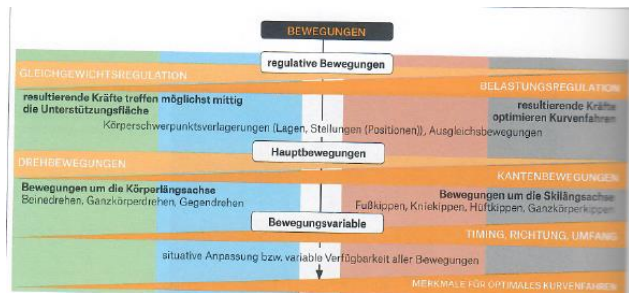 BEWEGUNGEN
regulative Bewegungen
GLEICHGEWICHTSREGULATION
BELASTUNGSREGULATION
resultierende Kräfte treffen möglichst mittig
die Unterstützungsfläche
resultierende Kräfte
optimieren Kurvenfahren
Körperschwerpunktsverlagerungen (Lagen, Stellungen (Positionen)), Ausgleichsbewegungen
Hauptbewegungen
DREHBEWEGUNGEN
KANTENBEWEGUNGEN
Bewegungen um die Körperlängsachse
Beinedrehen, Ganzkörperdrehen, Gegendrehen
Bewegungen um die Skilängsachse
Fußkippen, Kniekippen, Hüftkippen, Ganzkörperkippen
Bewegungsvariable
TIMING, RICHTUNG, UMFANG
situative Anpassung bzw. variable Verfügbarkeit aller Bewegungen
MERKMALE FÜR OPTIMALES KURVENFAHREN